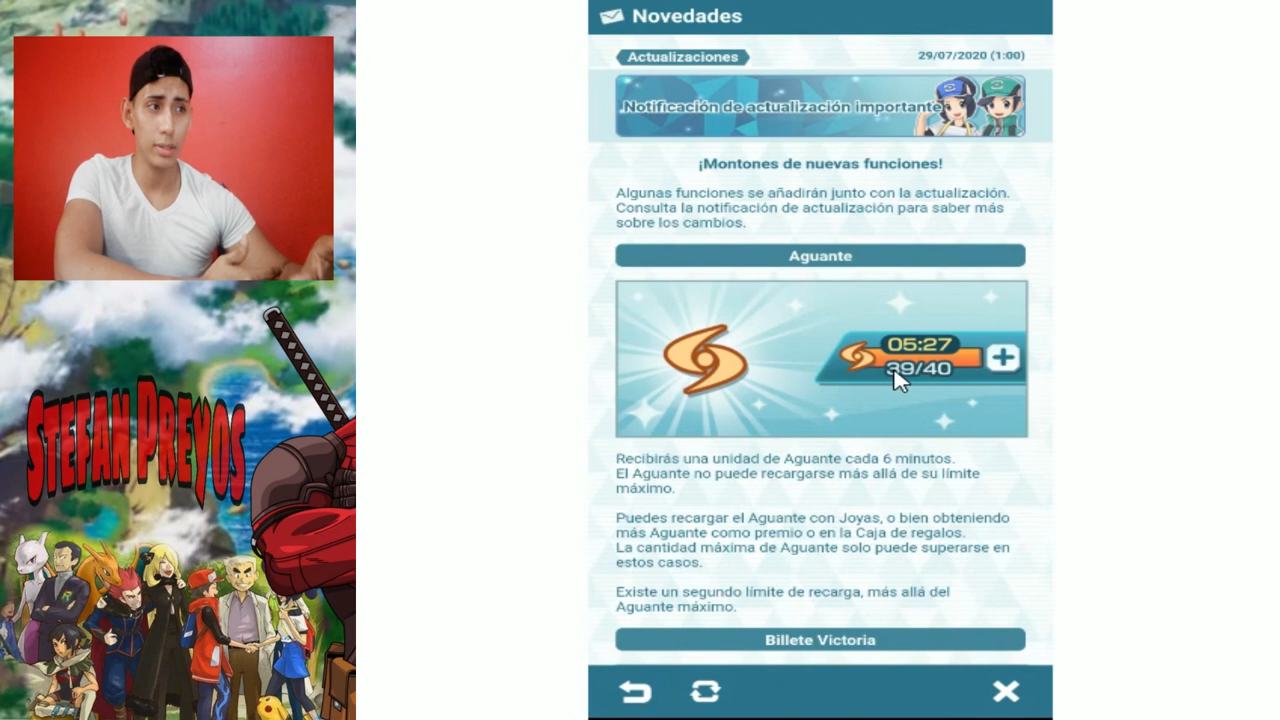 Novedades
Actualizaciones
29/07/2020 (1:00)
Notificación de actualización importante
¡Montones de nuevas funciones!
Algunas funciones se añadirán junto con la actualización.
Consulta la notificación de actualización para saber más
sobre los cambios.
Aguante
05:27
39/40
Recibirás una unidad de Aguante cada 6 minutos.
El Aguante no puede recargarse más allá de su límite
máximo.
Puedes recargar el Aguante con Joyas, o bien obteniendo
más Aguante como premio o en la Caja de regalos.
La cantidad máxima de Aguante solo puede superarse en
estos casos.
Existe un segundo límite de recarga, más allá del
Aguante máximo.
Billete Victoria
STEFAN PREYOS